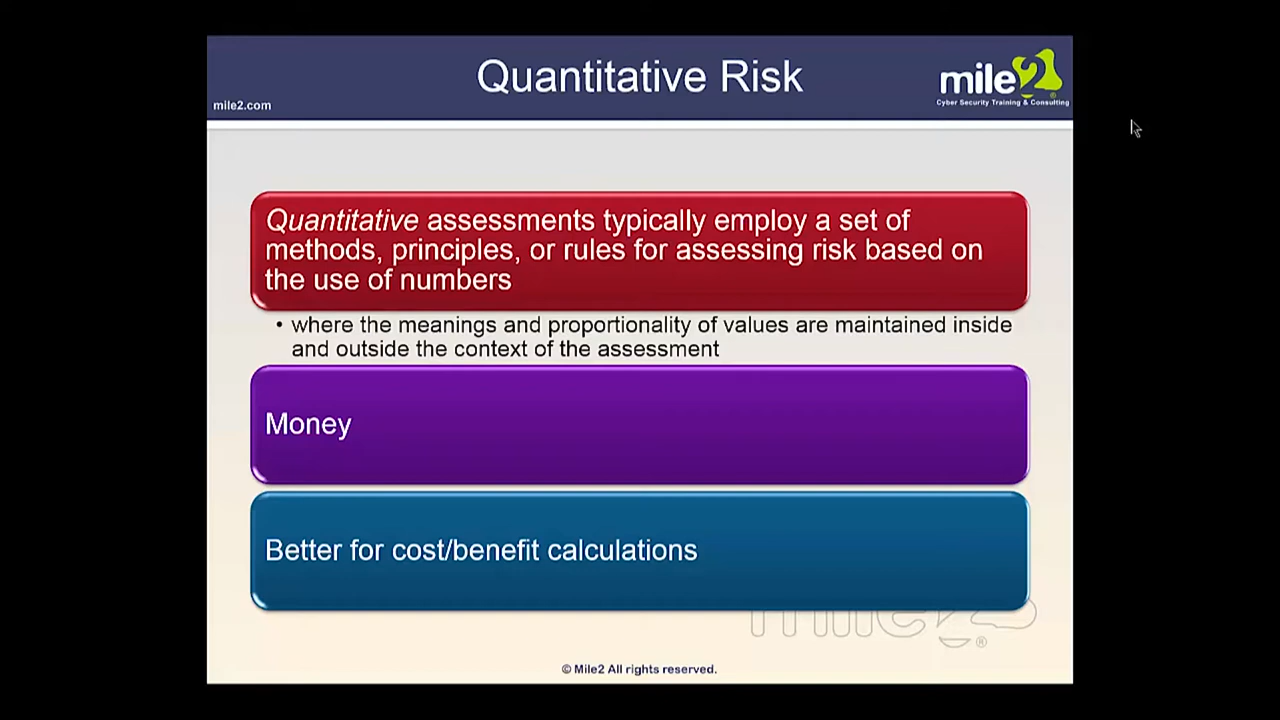 Quantitative Risk
mile2
Cyber Security Training & Consulting
mile2.com
Quantitative assessments typically employ a set of
methods, principles, or rules for assessing risk based on
the use of numbers
• where the meanings and proportionality of values are maintained inside
and outside the context of the assessment
Money
Better for cost/benefit calculations
mile2
®
© Mile2 All rights reserved.